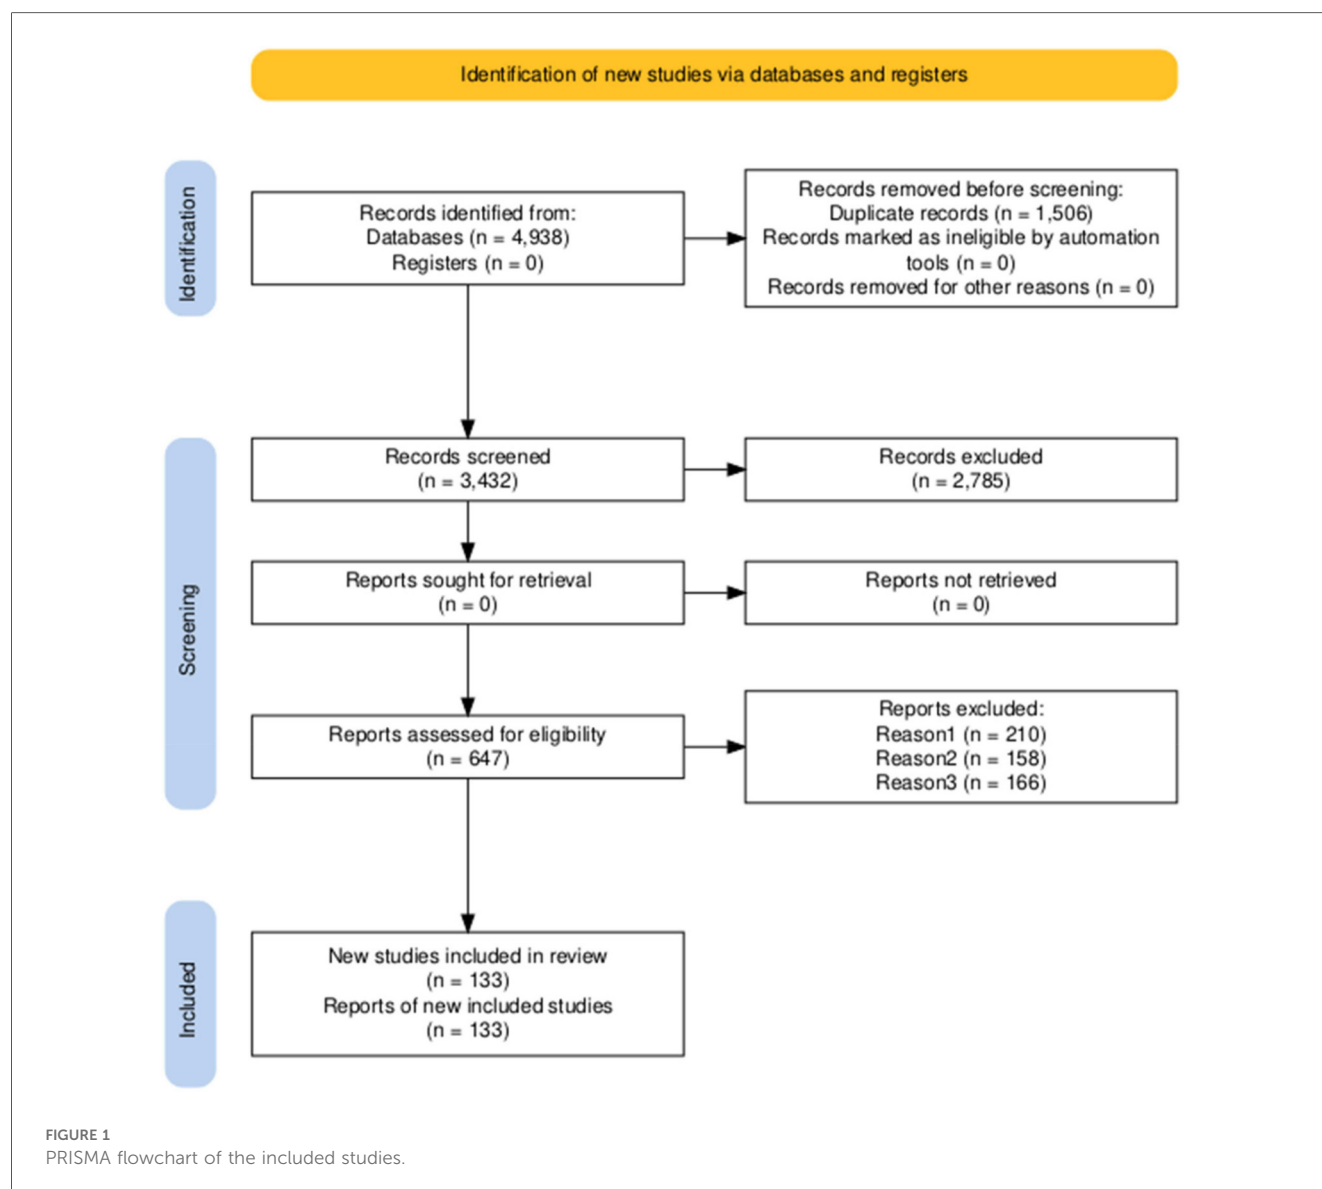 Identification of new studies via databases and registers
Identification
Records identified from:
Databases (n = 4,938)
Registers (n = 0)
Records removed before screening:
Duplicate records (n = 1,506)
Records marked as ineligible by automation
tools (n = 0)
Records removed for other reasons (n = 0)
Screening
Records screened
(n = 3,432)
Records excluded
(n = 2,785)
Reports sought for retrieval
(n = 0)
Reports not retrieved
(n = 0)
Reports assessed for eligibility
(n = 647)
Reports excluded:
Reason1 (n = 210)
Reason2 (n = 158)
Reason3 (n = 166)
Included
New studies included in review
(n = 133)
Reports of new included studies
(n = 133)
FIGURE 1
PRISMA flowchart of the included studies.